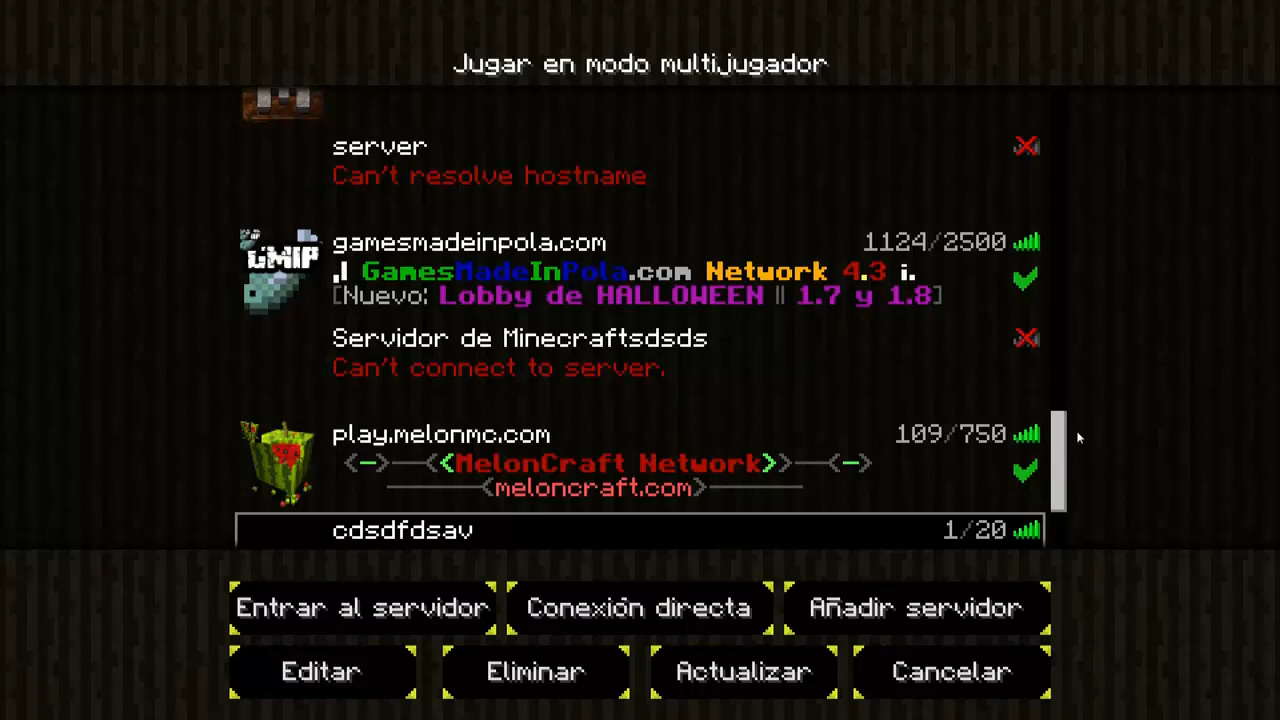 Jugar en modo multijugador
server
Can't resolve hostname
GMIP
gamesmadeinpola.com 1124/2500
¡! GamesMadeInPola.com Network 4.3 ¡.
[Nuevo: Lobby de HALLOWEEN || 1.7 y 1.8]
Servidor de Minecraftsdsds
Can't connect to server.
play.melonmc.com 109/750
<—>—<<MelonCraft Network>>—<—>
————<meloncraft.com>————
cdsdfdsav 1/20
Entrar al servidor Conexión directa Añadir servidor
Editar Eliminar Actualizar Cancelar